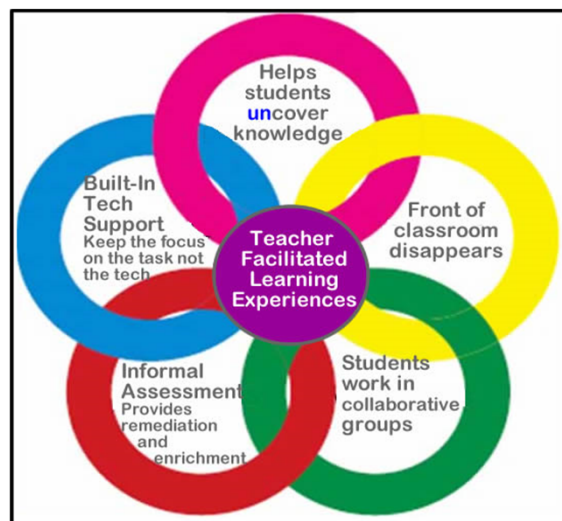 Helps
students
uncover
knowledge
Built-In
Tech
Support
Keep the focus
on the task not
the tech
Teacher
Facilitated
Learning
Experiences
Front of
classroom
disappears
Informal
Assessment
Provides
remediation
and
enrichment
Students
work in
collaborative
groups